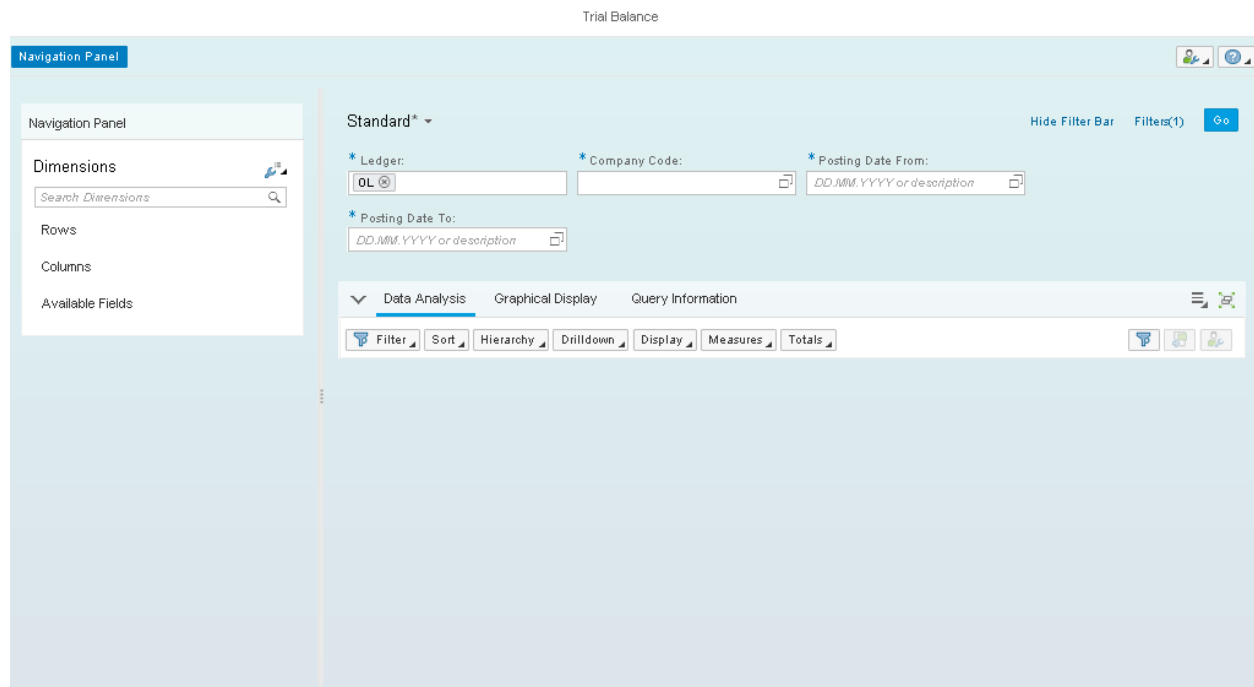 Trial Balance
Navigation Panel
Navigation Panel
Dimensions
Search Dimensions
Rows
Columns
Available Fields
Standard*
Hide Filter Bar Filters(1) Go
* Ledger: * Company Code: * Posting Date From:
0L DD.MM.YYYY or description
* Posting Date To:
DD.MM.YYYY or description
Data Analysis Graphical Display Query Information
Filter Sort Hierarchy Drilldown Display Measures Totals